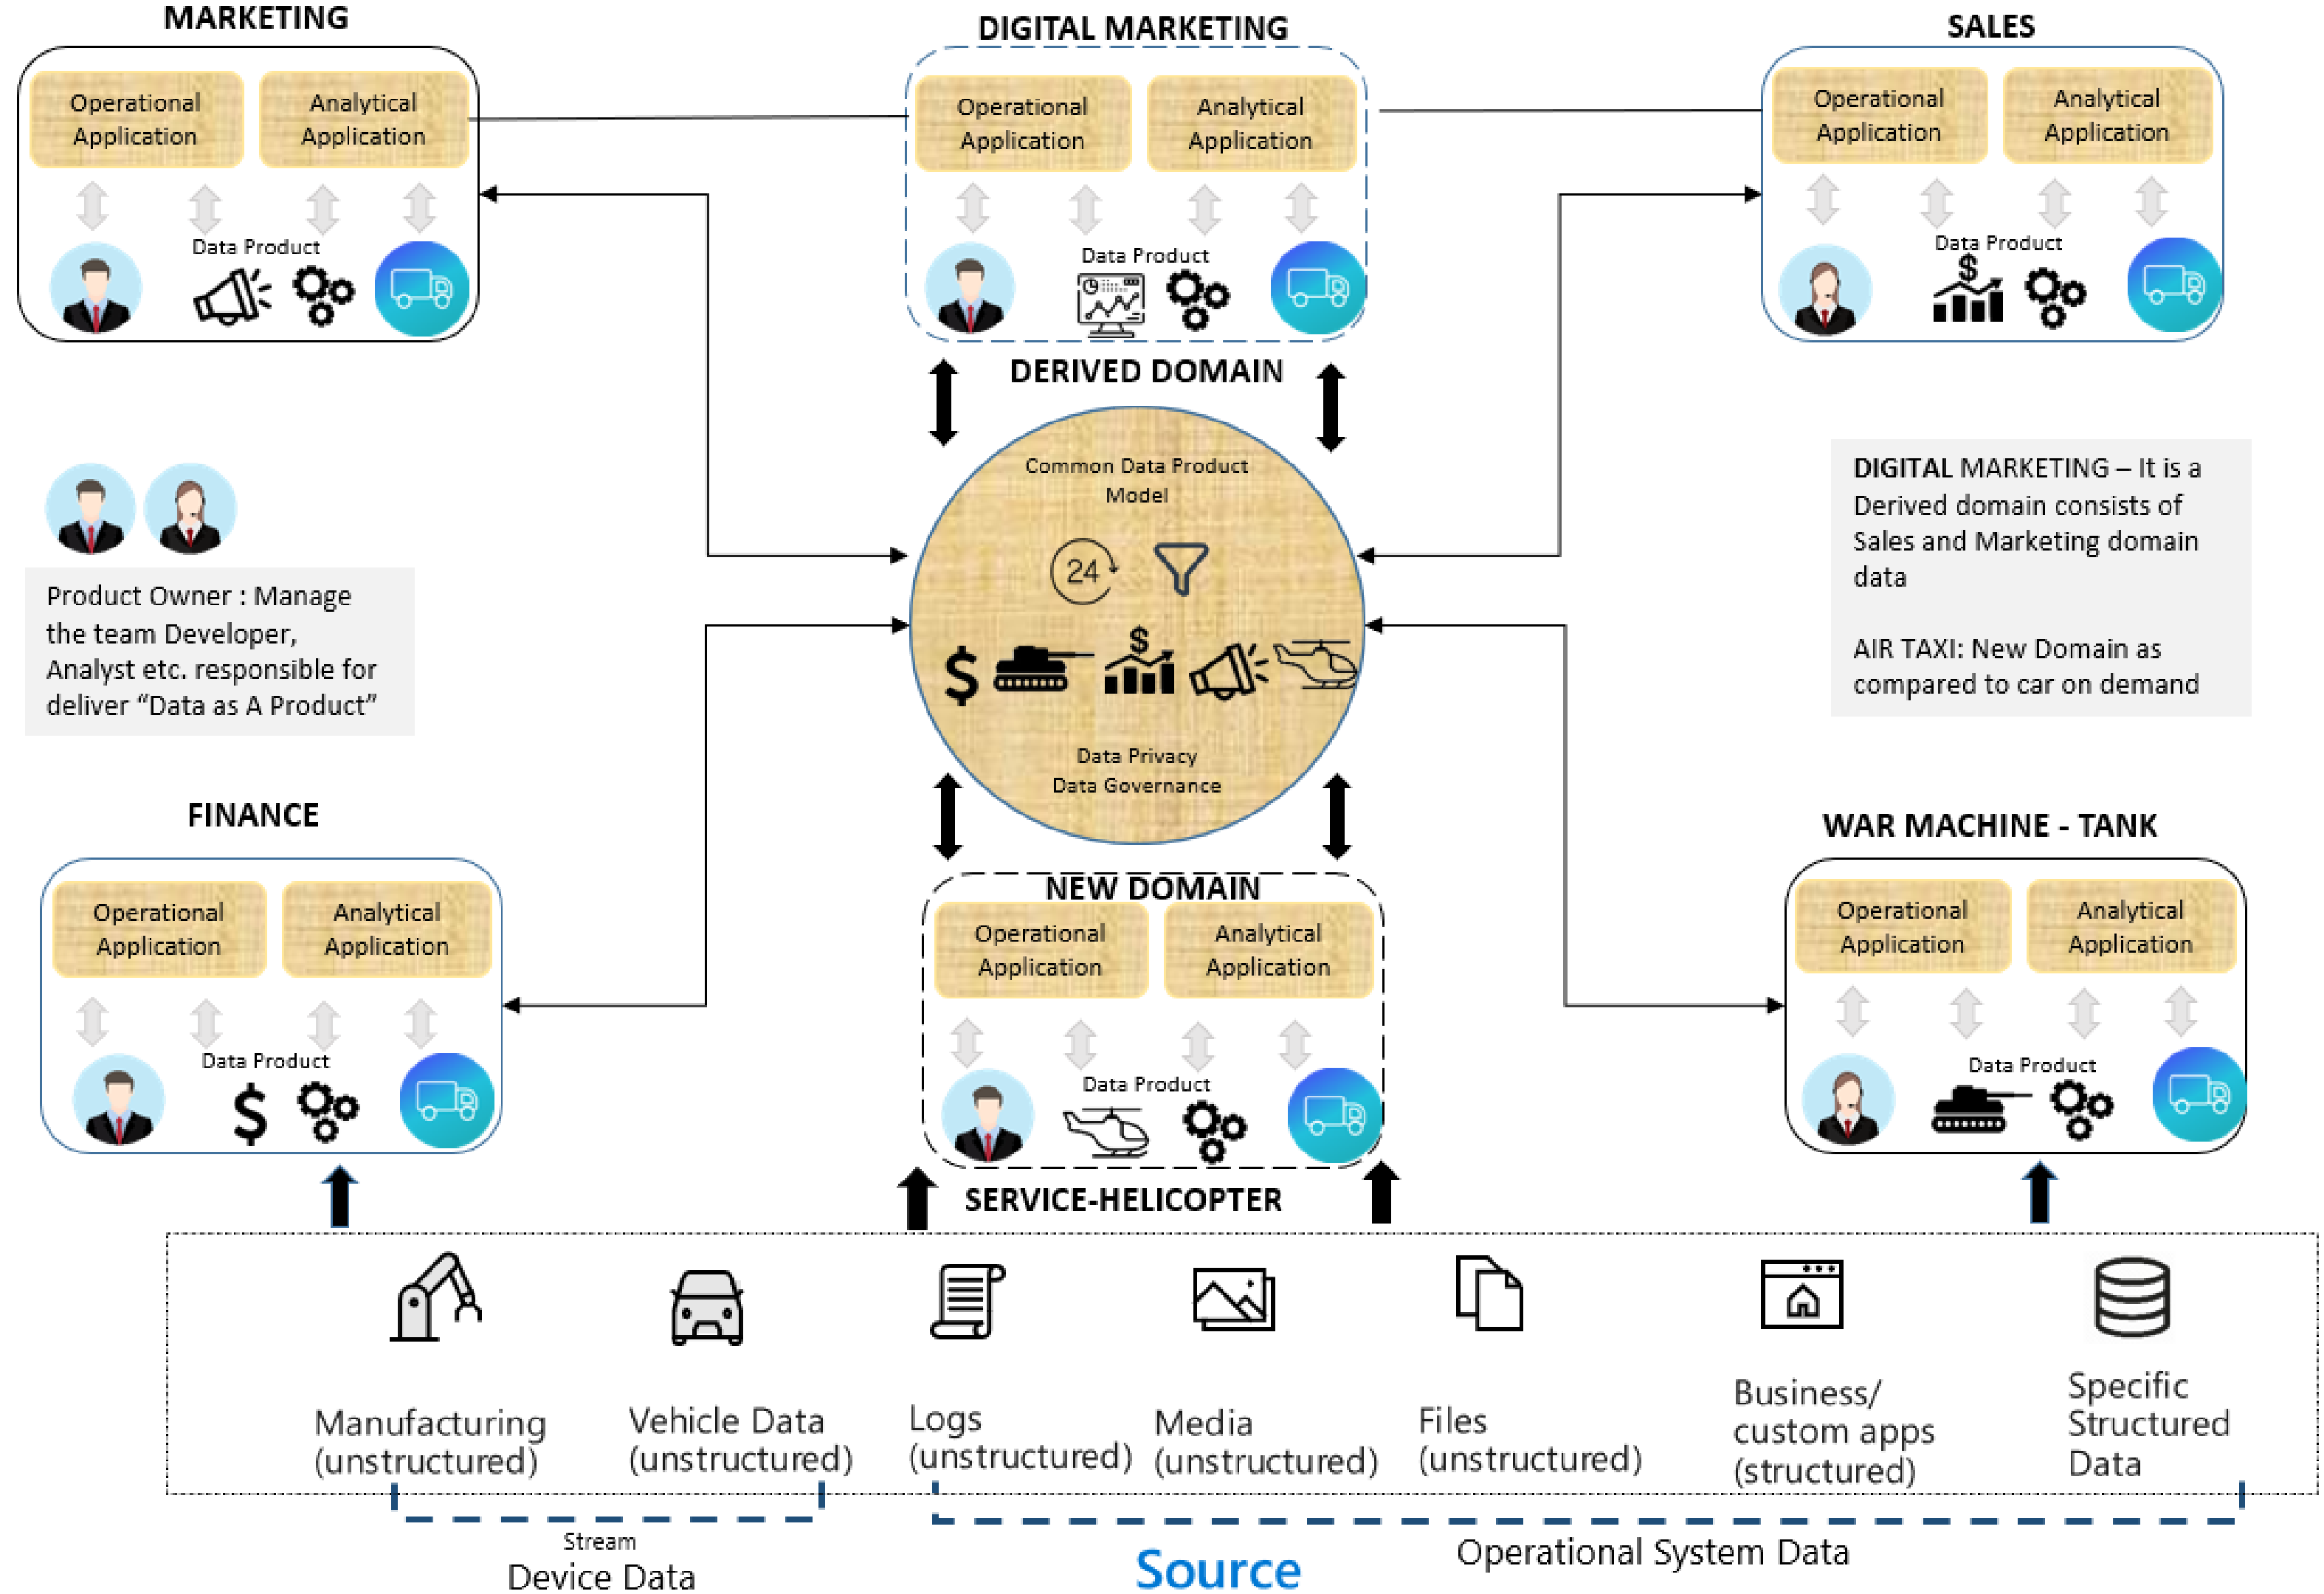 MARKETING
Operational
Application
Analytical
Application
Data Product
DIGITAL MARKETING
Operational
Application
Analytical
Application
Data Product
DERIVED DOMAIN
SALES
Operational
Application
Analytical
Application
Data Product
$
Product Owner : Manage
the team Developer,
Analyst etc. responsible for
deliver “Data as A Product”
Common Data Product
Model
24
$
$
Data Privacy
Data Governance
DIGITAL MARKETING – It is a
Derived domain consists of
Sales and Marketing domain
data
AIR TAXI: New Domain as
compared to car on demand
FINANCE
Operational
Application
Analytical
Application
Data Product
$
NEW DOMAIN
Operational
Application
Analytical
Application
Data Product
SERVICE-HELICOPTER
WAR MACHINE - TANK
Operational
Application
Analytical
Application
Data Product
Manufacturing
(unstructured)
Vehicle Data
(unstructured)
Logs
(unstructured)
Media
(unstructured)
Files
(unstructured)
Business/
custom apps
(structured)
Specific
Structured
Data
Stream
Device Data
Source
Operational System Data